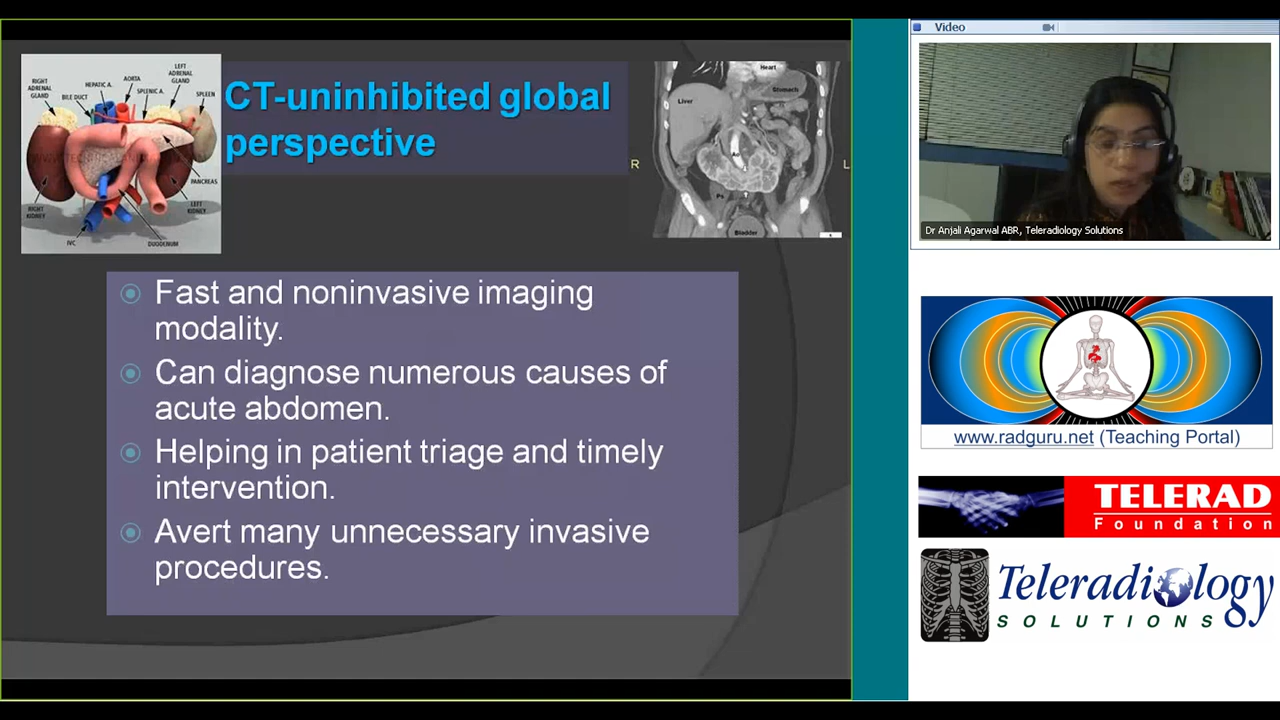 CT-uninhibited global
perspective
RIGHT
ADRENAL
GLAND
BILE DUCT
HEPATIC A.
AORTA
SPLENIC A.
LEFT
ADRENAL
GLAND
SPLEEN
PANCREAS
LEFT
KIDNEY
RIGHT
KIDNEY
IVC
DUODENUM
Heart
Liver
Stomach
R
L
Ps
Bladder
Fast and noninvasive imaging
modality.
Can diagnose numerous causes of
acute abdomen.
Helping in patient triage and timely
intervention.
Avert many unnecessary invasive
procedures.
Video
Dr Anjali Agarwal ABR, Teleradiology Solutions
www.radguru.net (Teaching Portal)
TELERAD
Foundation
Teleradiology
SOLUTIONS